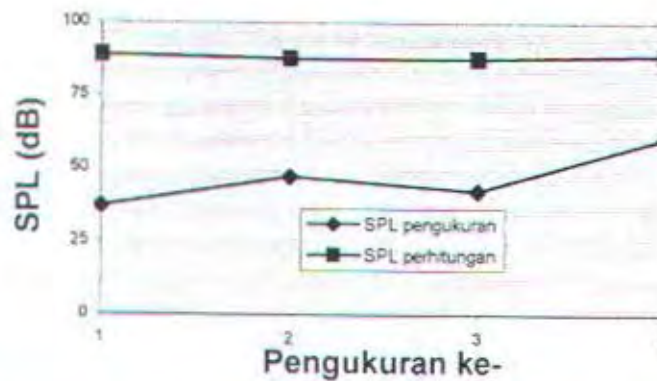 100
75
50
25
0
SPL (dB)
SPL pengukuran
SPL perhitungan
1 2 3
Pengukuran ke-